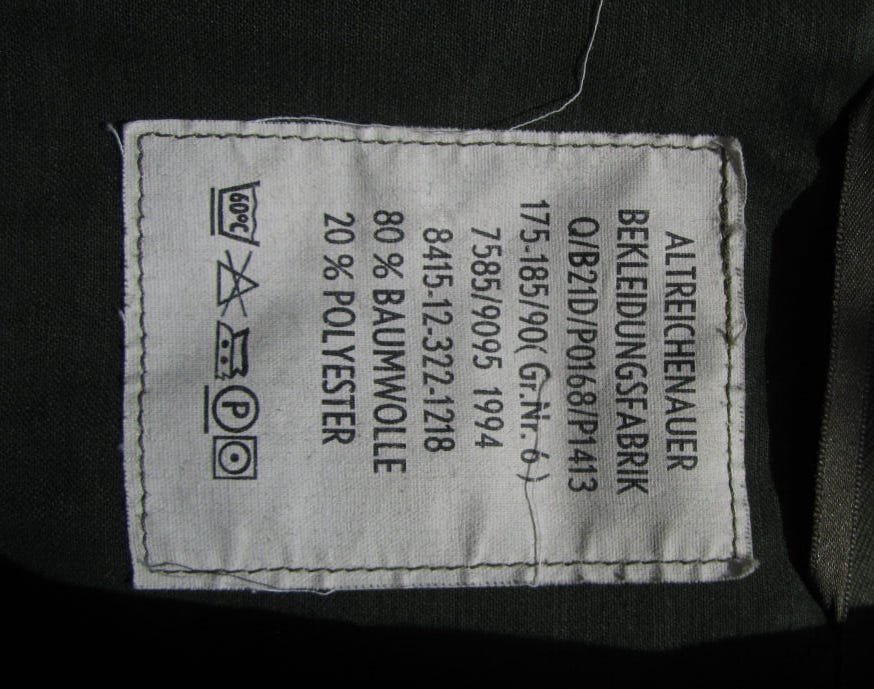 ALTREICHENAUER
BEKLEIDUNGSFABRIK
Q/B21D/P0168/P1413
175-185/90( Gr.Nr. 6 )
7585/9095 1994
8415-12-322-1218
80 % BAUMWOLLE
20 % POLYESTER
60°C P